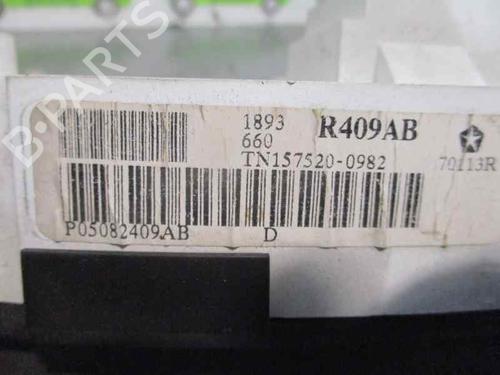 1893 R409AB
660
TN157520-0982 70113R
P05082409AB D
B-PARTS